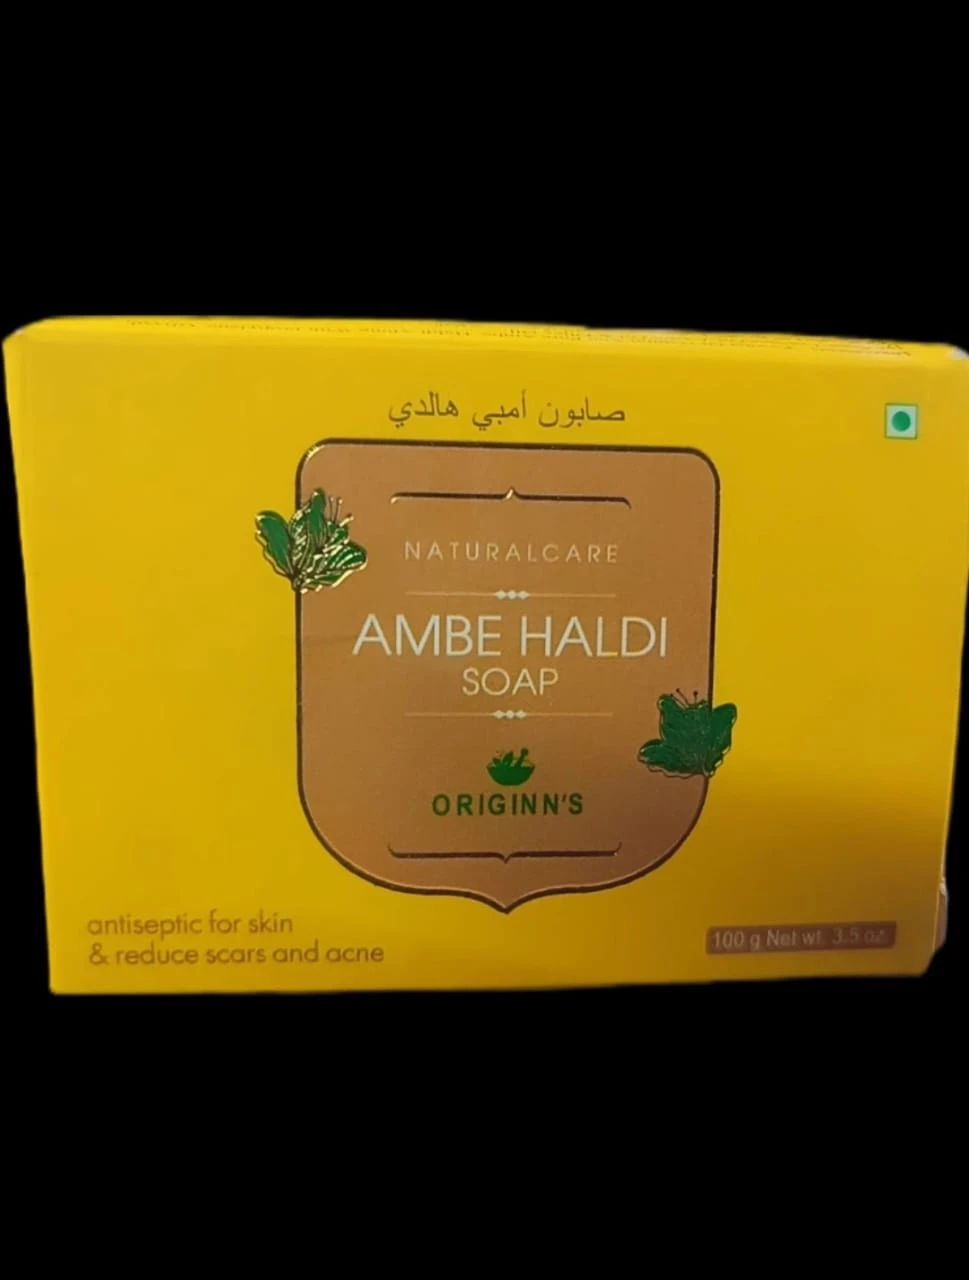 صابون أمبي هالدي
NATURALCARE
AMBE HALDI
SOAP
ORIGINN'S
antiseptic for skin
& reduce scars and acne
100 g Net wt. 3.5 oz